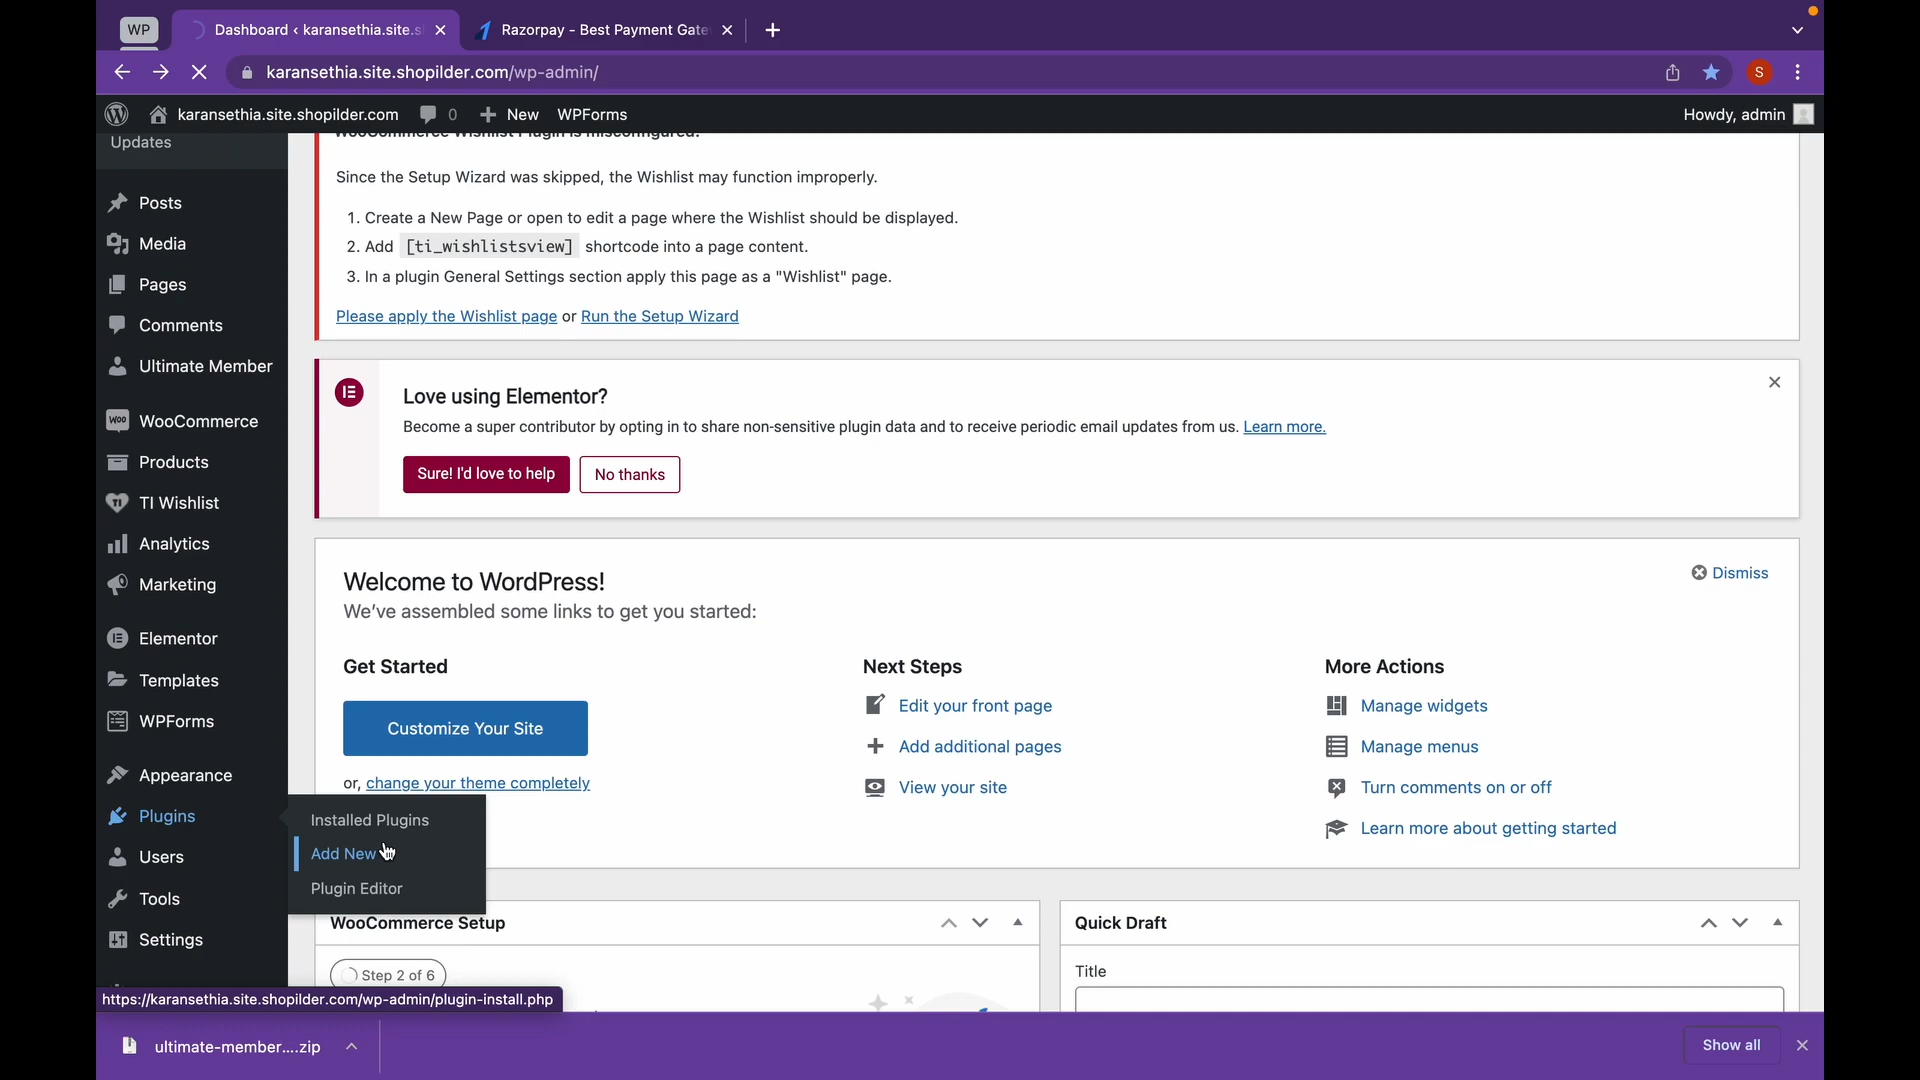 WP
Dashboard ‹ karansethia.site.s
Razorpay - Best Payment Gate
karansethia.site.shopilder.com/wp-admin/
S
karansethia.site.shopilder.com
0
New
WPForms
Howdy, admin
Updates
Posts
Media
Pages
Comments
Ultimate Member
WooCommerce
Products
TI Wishlist
Analytics
Marketing
Elementor
Templates
WPForms
Appearance
Plugins
Users
Tools
Settings
Installed Plugins
Add New
Plugin Editor
WooCommerce Wishlist Plugin is misconfigured.
Since the Setup Wizard was skipped, the Wishlist may function improperly.
1. Create a New Page or open to edit a page where the Wishlist should be displayed.
2. Add [ti_wishlistsview] shortcode into a page content.
3. In a plugin General Settings section apply this page as a "Wishlist" page.
Please apply the Wishlist page or Run the Setup Wizard
Love using Elementor?
Become a super contributor by opting in to share non-sensitive plugin data and to receive periodic email updates from us. Learn more.
Sure! I'd love to help
No thanks
Welcome to WordPress!
Dismiss
We've assembled some links to get you started:
Get Started
Customize Your Site
or, change your theme completely
Next Steps
Edit your front page
Add additional pages
View your site
More Actions
Manage widgets
Manage menus
Turn comments on or off
Learn more about getting started
WooCommerce Setup
Step 2 of 6
Quick Draft
Title
https://karansethia.site.shopilder.com/wp-admin/plugin-install.php
ultimate-member....zip
Show all